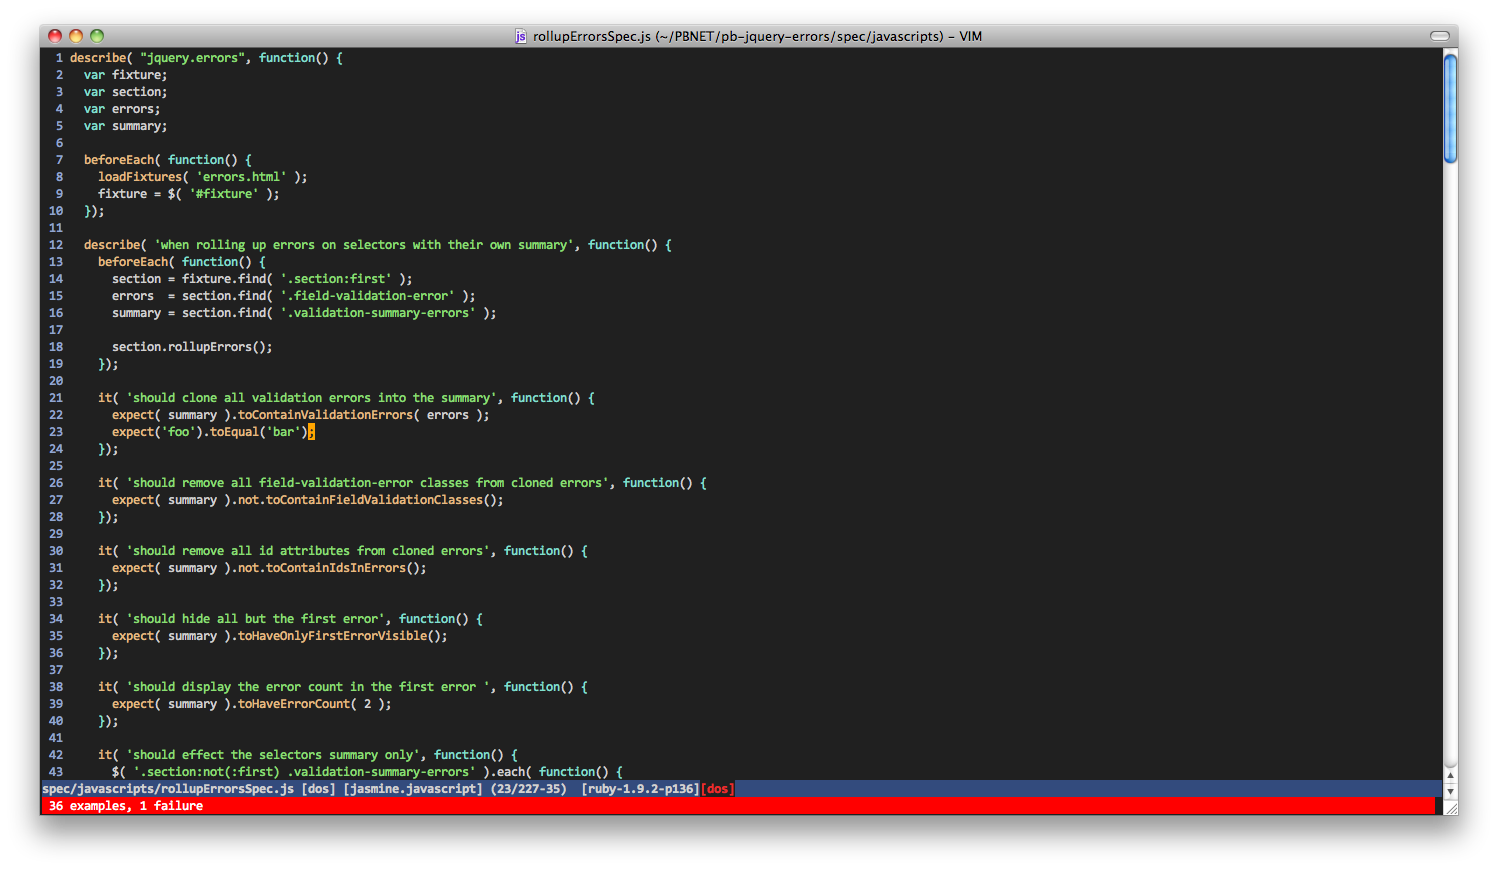 rollupErrorsSpec.js (~/PBNET/pb-jquery-errors/spec/javascripts) – VIM
1 describe( "jquery.errors", function() {
2   var fixture;
3   var section;
4   var errors;
5   var summary;
6
7   beforeEach( function() {
8     loadFixtures( 'errors.html' );
9     fixture = $( '#fixture' );
10   });
11
12   describe( 'when rolling up errors on selectors with their own summary', function() {
13     beforeEach( function() {
14       section = fixture.find( '.section:first' );
15       errors  = section.find( '.field-validation-error' );
16       summary = section.find( '.validation-summary-errors' );
17
18       section.rollupErrors();
19     });
20
21     it( 'should clone all validation errors into the summary', function() {
22       expect( summary ).toContainValidationErrors( errors );
23       expect('foo').toEqual('bar');
24     });
25
26     it( 'should remove all field-validation-error classes from cloned errors', function() {
27       expect( summary ).not.toContainFieldValidationClasses();
28     });
29
30     it( 'should remove all id attributes from cloned errors', function() {
31       expect( summary ).not.toContainIdsInErrors();
32     });
33
34     it( 'should hide all but the first error', function() {
35       expect( summary ).toHaveOnlyFirstErrorVisible();
36     });
37
38     it( 'should display the error count in the first error ', function() {
39       expect( summary ).toHaveErrorCount( 2 );
40     });
41
42     it( 'should effect the selectors summary only', function() {
43       $( '.section:not(:first) .validation-summary-errors' ).each( function() {
spec/javascripts/rollupErrorsSpec.js [dos] [jasmine.javascript] (23/227-35)  [ruby-1.9.2-p136][dos]
36 examples, 1 failure